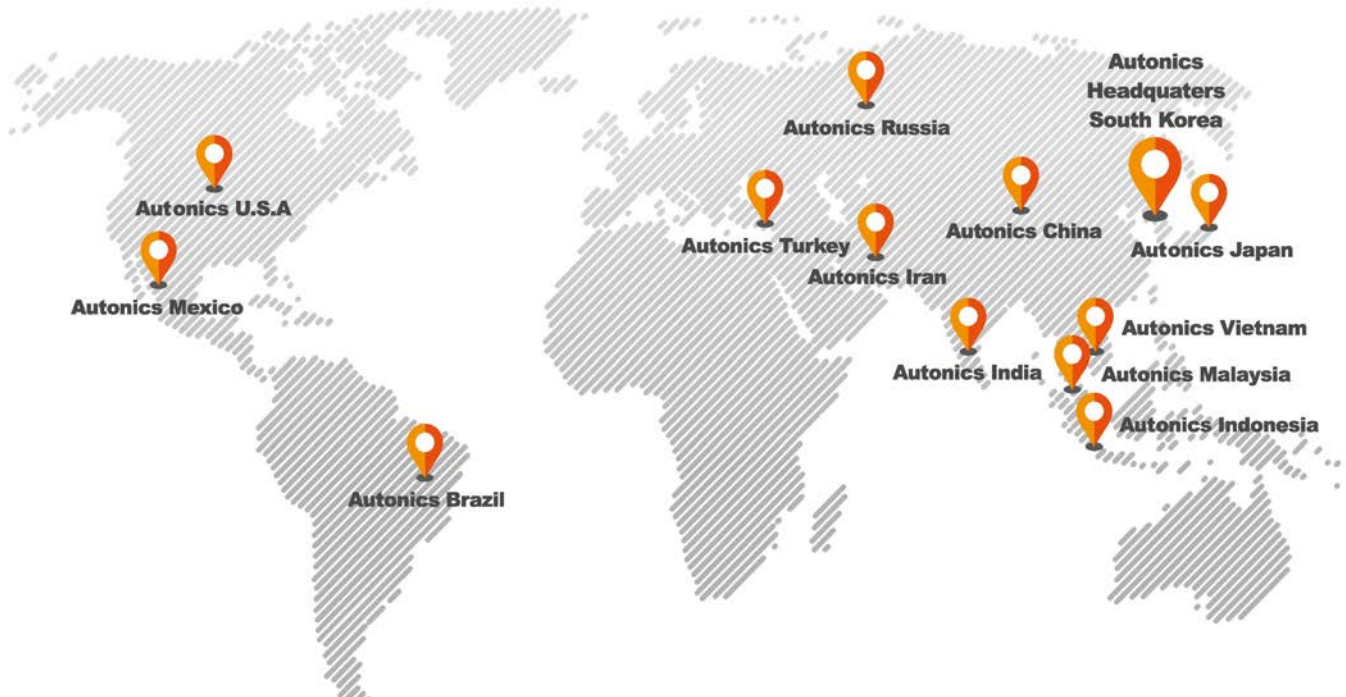 Autonics
Headquaters
South Korea
Autonics Russia
Autonics U.S.A
Autonics China
Autonics Turkey
Autonics Japan
Autonics Iran
Autonics Mexico
Autonics Vietnam
Autonics India
Autonics Malaysia
Autonics Indonesia
Autonics Brazil